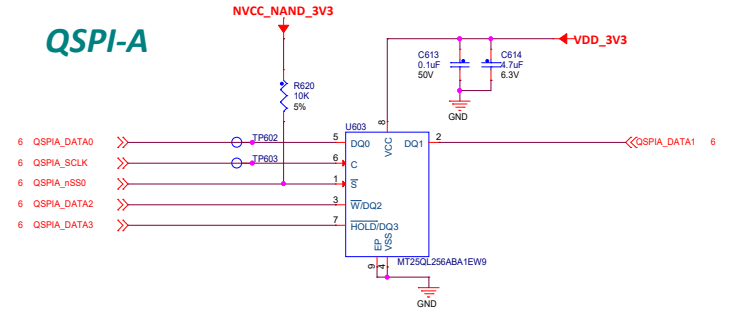 NVCC_NAND_3V3
QSPI-A
VDD_3V3
C613
0.1uF
50V
C614
4.7uF
6.3V
R620
10K
5%
GND
U603
8
VCC
6 QSPIA_DATA0
TP602
5
DQ0
DQ1
2
QSPIA_DATA1 6
6 QSPIA_SCLK
TP603
6
C
6 QSPIA_nSS0
1
S
6 QSPIA_DATA2
3
W/DQ2
6 QSPIA_DATA3
7
HOLD/DQ3
EP
VSS
9
4
MT25QL256ABA1EW9
GND